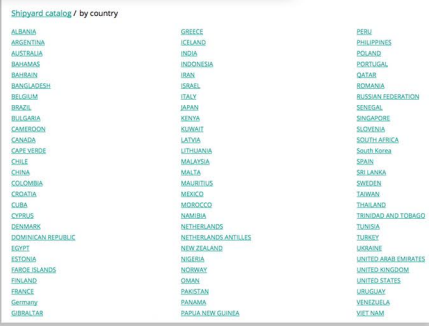 Shipyard catalog / by country
ALBANIA
ARGENTINA
AUSTRALIA
BAHAMAS
BAHRAIN
BANGLADESH
BELGIUM
BRAZIL
BULGARIA
CAMEROON
CANADA
CAPE VERDE
CHILE
CHINA
COLOMBIA
CROATIA
CUBA
CYPRUS
DENMARK
DOMINICAN REPUBLIC
EGYPT
ESTONIA
FAROE ISLANDS
FINLAND
FRANCE
Germany
GIBRALTAR
GREECE
ICELAND
INDIA
INDONESIA
IRAN
ISRAEL
ITALY
JAPAN
KENYA
KUWAIT
LATVIA
LITHUANIA
MALAYSIA
MALTA
MAURITIUS
MEXICO
MOROCCO
NAMIBIA
NETHERLANDS
NETHERLANDS ANTILLES
NEW ZEALAND
NIGERIA
NORWAY
OMAN
PAKISTAN
PANAMA
PAPUA NEW GUINEA
PERU
PHILIPPINES
POLAND
PORTUGAL
QATAR
ROMANIA
RUSSIAN FEDERATION
SENEGAL
SINGAPORE
SLOVENIA
SOUTH AFRICA
South Korea
SPAIN
SRI LANKA
SWEDEN
TAIWAN
THAILAND
TRINIDAD AND TOBAGO
TUNISIA
TURKEY
UKRAINE
UNITED ARAB EMIRATES
UNITED KINGDOM
UNITED STATES
URUGUAY
VENEZUELA
VIET NAM